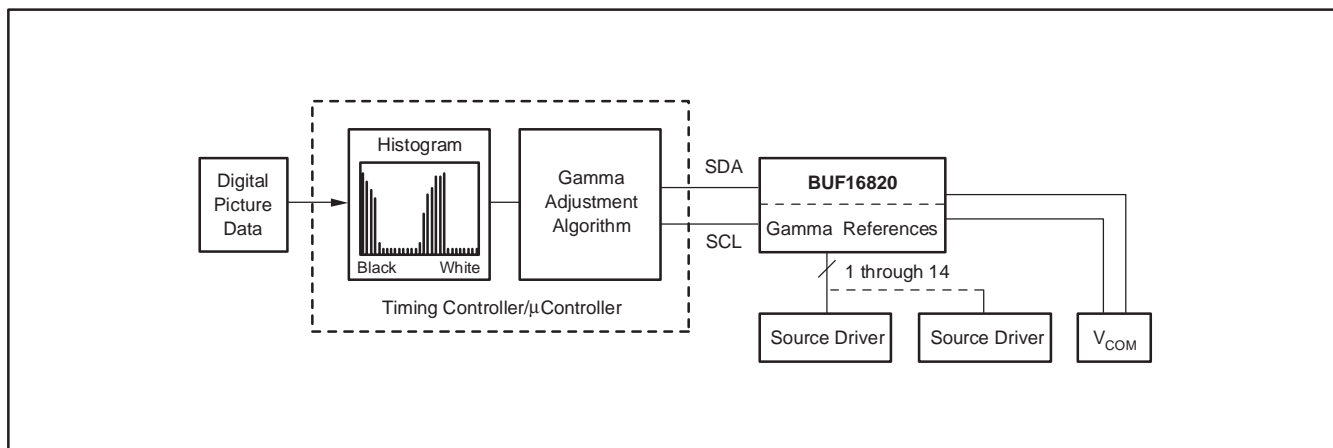 Digital
Picture
Data
Histogram
Black White
Gamma
Adjustment
Algorithm
Timing Controller/μController
SDA
SCL
BUF16820
Gamma References
1 through 14
Source Driver
Source Driver
VCOM